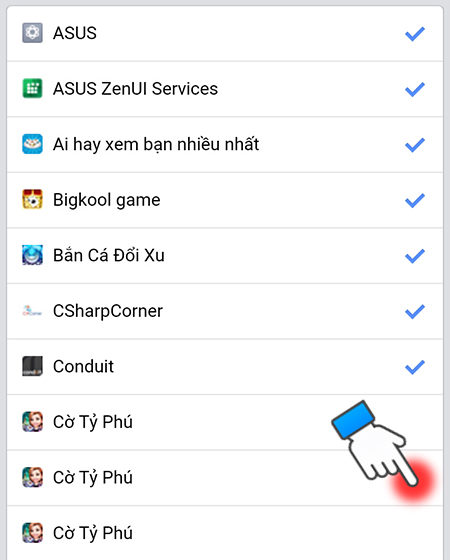 ASUS
ASUS ZenUI Services
Ai hay xem bạn nhiều nhất
Bigkool game
Bắn Cá Đổi Xu
CSharpCorner
Conduit
Cờ Tỷ Phú
Cờ Tỷ Phú
Cờ Tỷ Phú